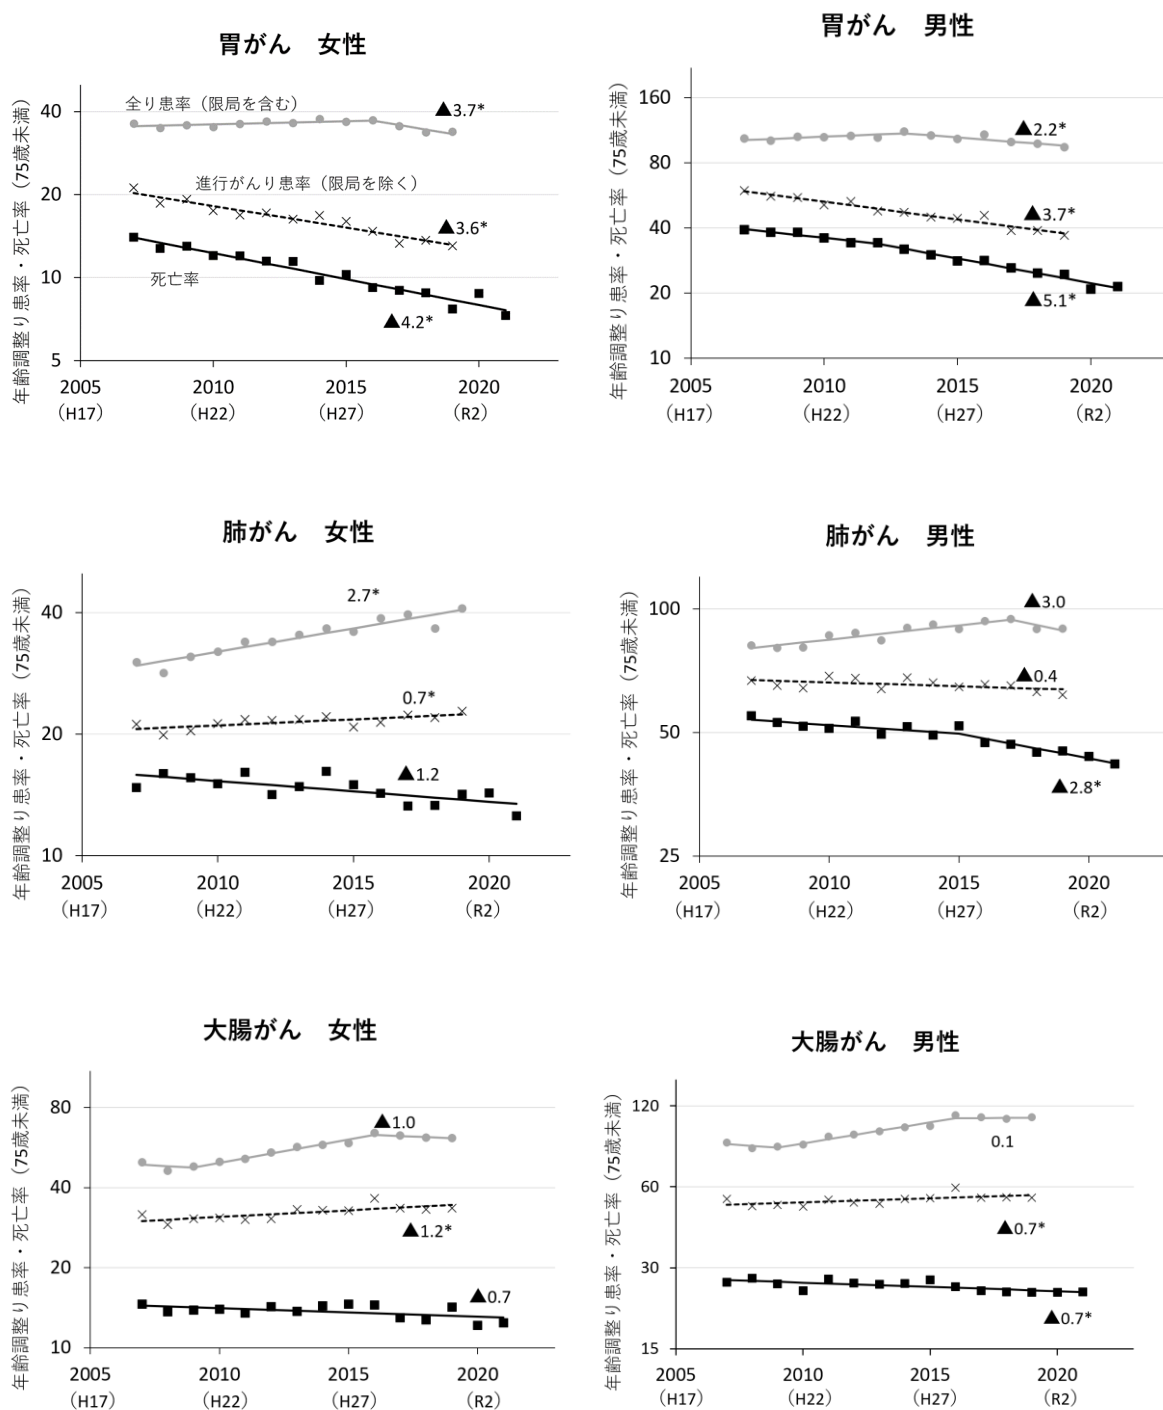 胃がん　女性
年齢調整り患率・死亡率（75歳未満）
40
20
10
5
全り患率（限局を含む）
▲3.7*
進行がんり患率（限局を除く）
▲3.6*
死亡率
▲4.2*
2005 2010 2015 2020
（H17） （H22） （H27） （R2）
胃がん　男性
年齢調整り患率・死亡率（75歳未満）
160
80
40
20
10
▲2.2*
▲3.7*
▲5.1*
2005 2010 2015 2020
（H17） （H22） （H27） （R2）
肺がん　女性
年齢調整り患率・死亡率（75歳未満）
40
20
10
2.7*
0.7*
▲1.2
2005 2010 2015 2020
（H17） （H22） （H27） （R2）
肺がん　男性
年齢調整り患率・死亡率（75歳未満）
100
50
25
▲3.0
▲0.4
▲2.8*
2005 2010 2015 2020
（H17） （H22） （H27） （R2）
大腸がん　女性
年齢調整り患率・死亡率（75歳未満）
80
40
20
10
▲1.0
▲1.2*
▲0.7
2005 2010 2015 2020
（H17） （H22） （H27） （R2）
大腸がん　男性
年齢調整り患率・死亡率（75歳未満）
120
60
30
15
0.1
▲0.7*
▲0.7*
2005 2010 2015 2020
（H17） （H22） （H27） （R2）